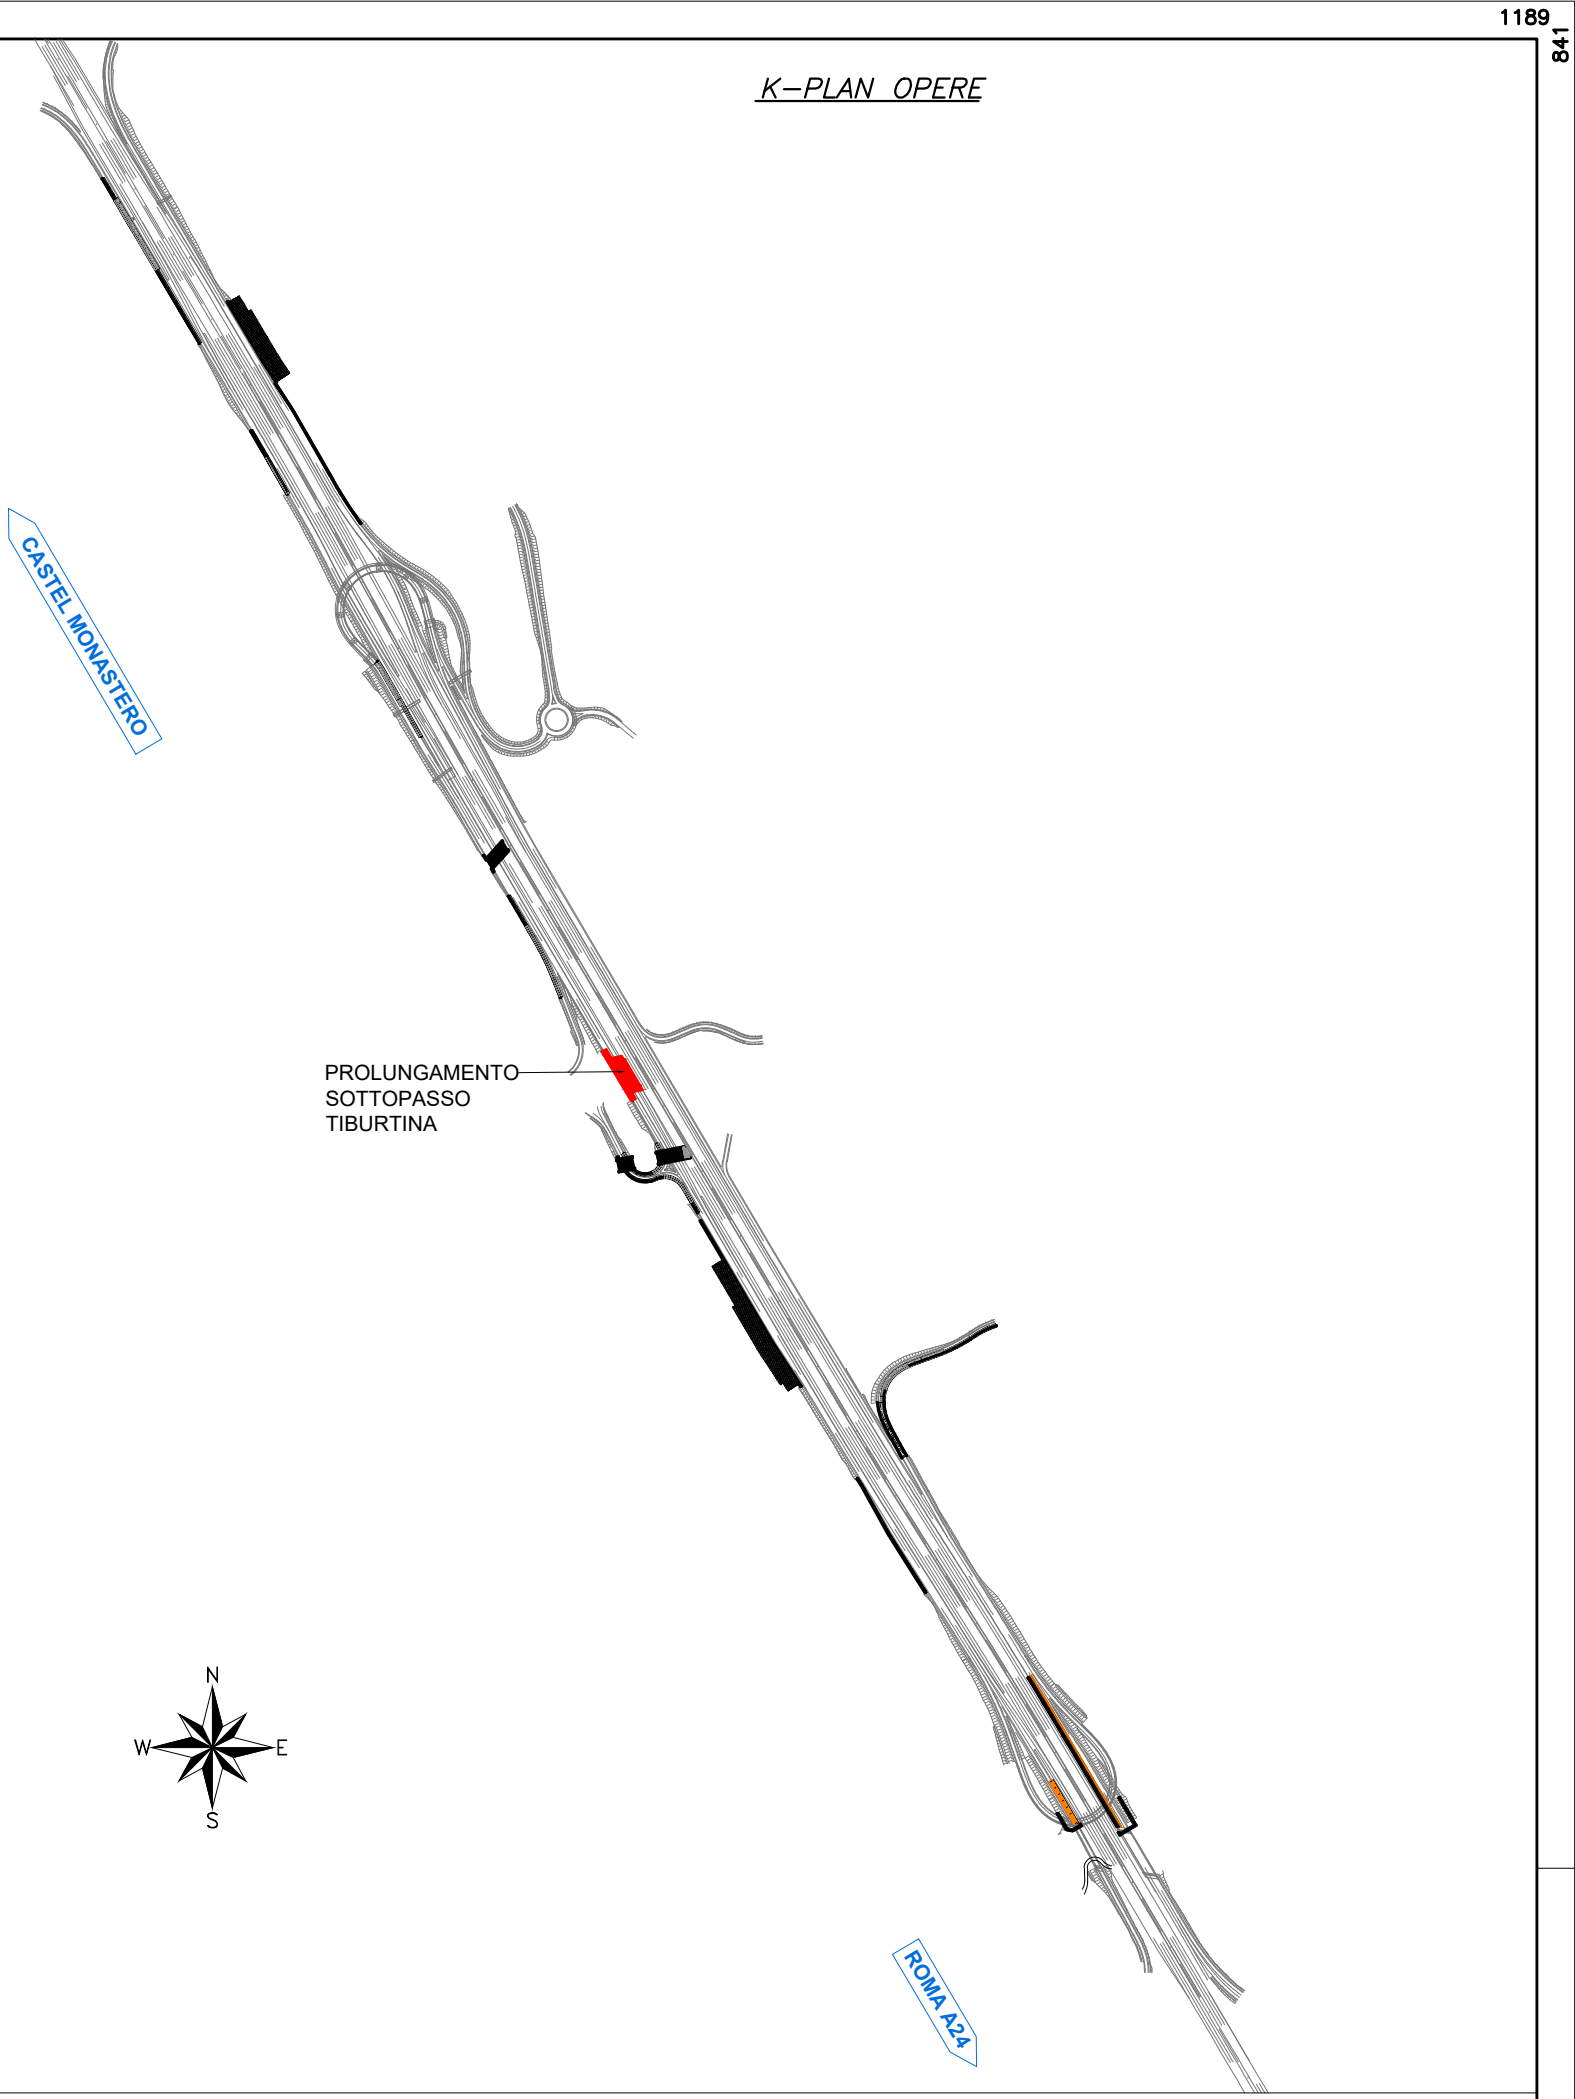 1189
841
K-PLAN OPERE
CASTEL MONASTERO
PROLUNGAMENTO
SOTTOPASSO
TIBURTINA
N
W
E
S
ROMA A24